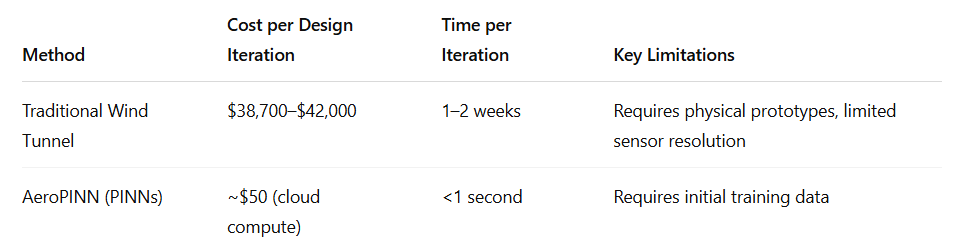 Method
Cost per Design
Iteration
Time per
Iteration
Key Limitations
Traditional Wind
Tunnel
$38,700–$42,000
1–2 weeks
Requires physical prototypes, limited
sensor resolution
AeroPINN (PINNs)
~$50 (cloud
compute)
<1 second
Requires initial training data